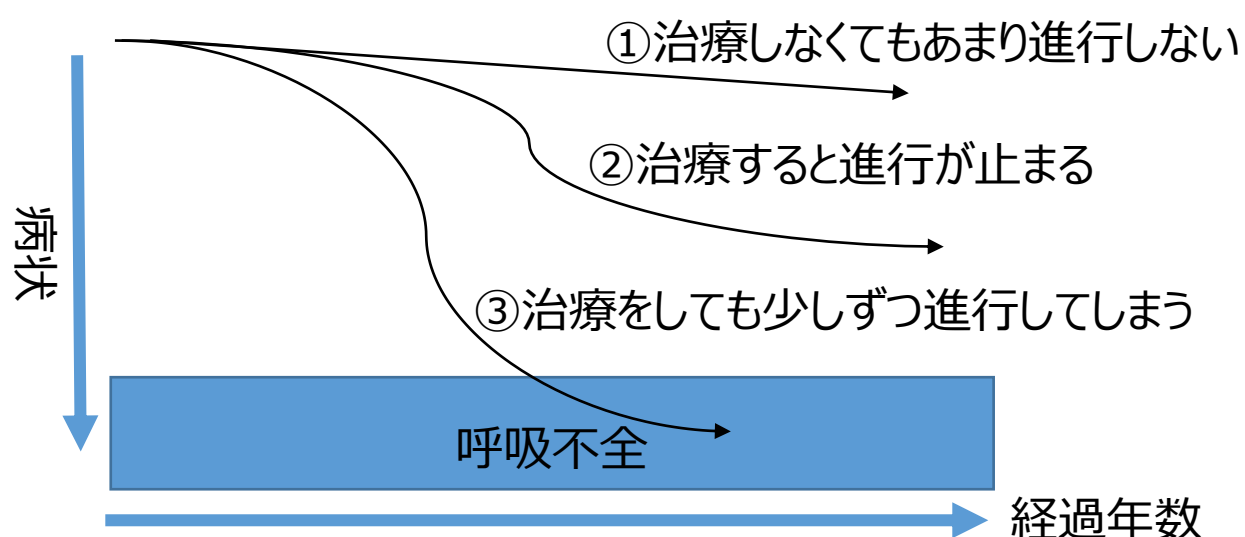 ①治療しなくてもあまり進行しない
②治療すると進行が止まる
病状
③治療をしても少しずつ進行してしまう
呼吸不全
経過年数